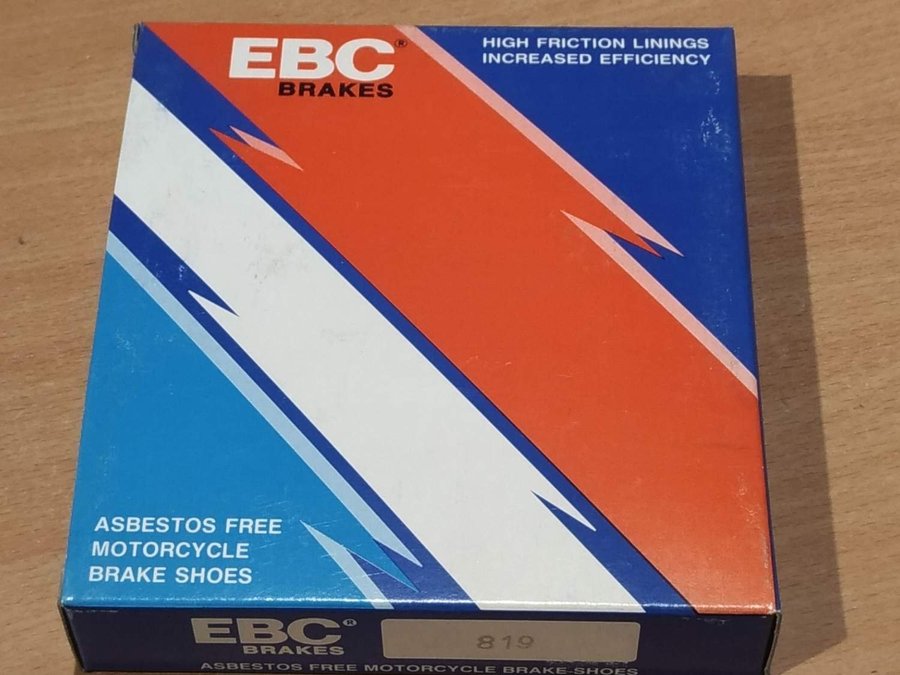 EBC®
BRAKES
HIGH FRICTION LININGS
INCREASED EFFICIENCY
ASBESTOS FREE
MOTORCYCLE
BRAKE SHOES
EBC®
BRAKES
819
ASBESTOS FREE MOTORCYCLE BRAKE-SHOES